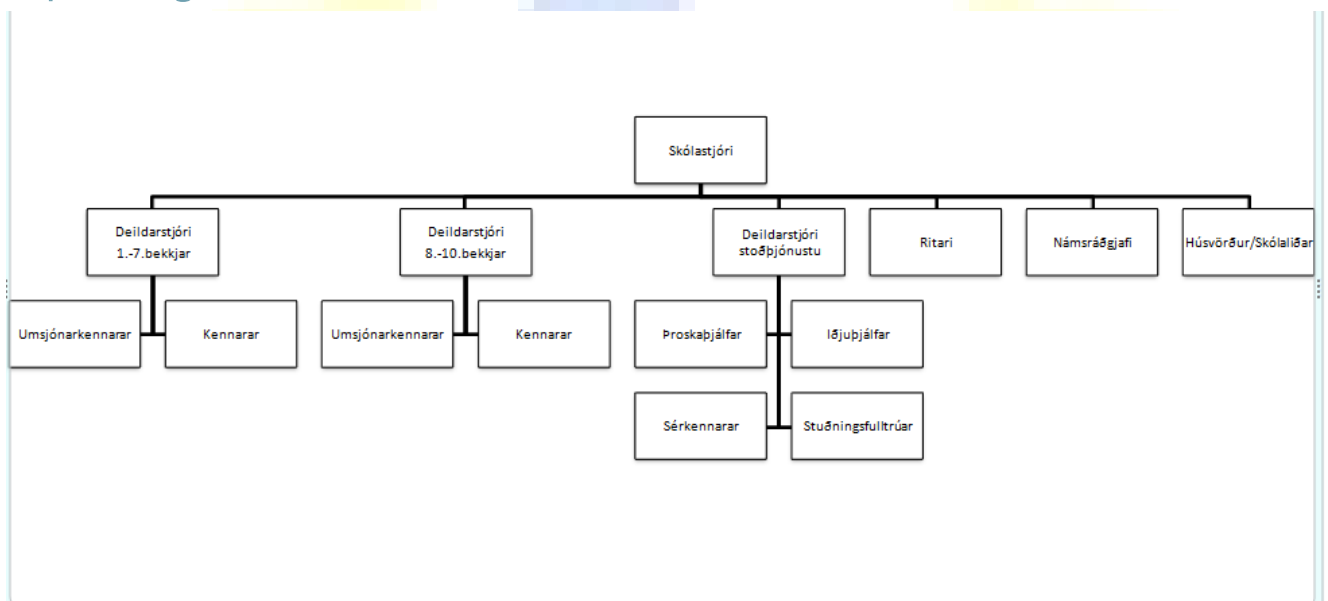 Skólastjóri
Deildarstjóri
1.-7.bekkjar
Deildarstjóri
8.-10.bekkjar
Deildarstjóri
stoðþjónustu
Ritari
Námsráðgjafi
Húsvörður/Skólaliðar
Umsjónarkennarar
Kennarar
Umsjónarkennarar
Kennarar
Þroskaþjálfar
Iðjuþjálfar
Sérkennarar
Stuðningsfulltrúar